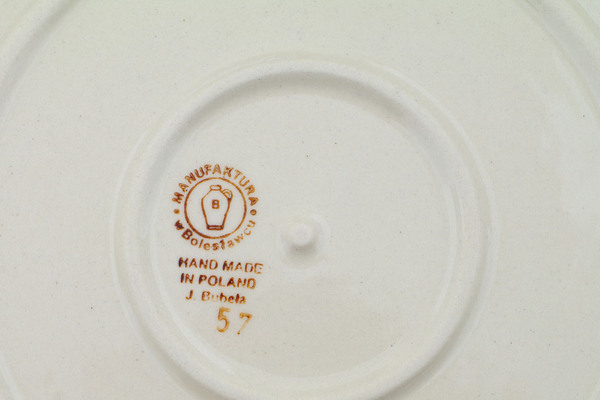 MANUFAKTURA
B
w Bolesławcu
HAND MADE
IN POLAND
J. Bubela
57